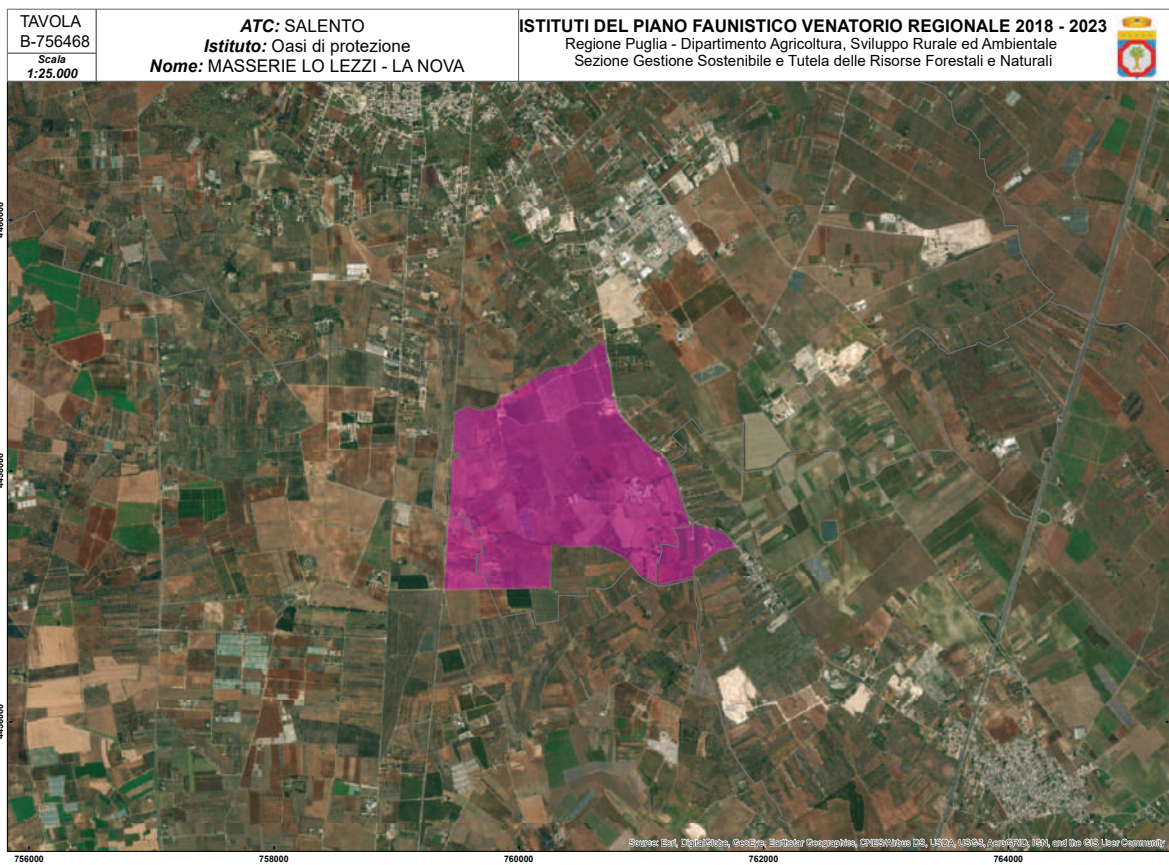 TAVOLA
B-756468
Scala
1:25.000
ATC: SALENTO
Istituto: Oasi di protezione
Nome: MASSERIE LO LEZZI - LA NOVA
ISTITUTI DEL PIANO FAUNISTICO VENATORIO REGIONALE 2018 - 2023
Regione Puglia - Dipartimento Agricoltura, Sviluppo Rurale ed Ambientale
Sezione Gestione Sostenibile e Tutela delle Risorse Forestali e Naturali
4460000
4458000
4456000
Source: Esri, DigitalGlobe, GeoEye, Earthstar Geographics, CNES/Airbus DS, USDA, USGS, AeroGRID, IGN, and the GIS User Community
756000
758000
760000
762000
764000